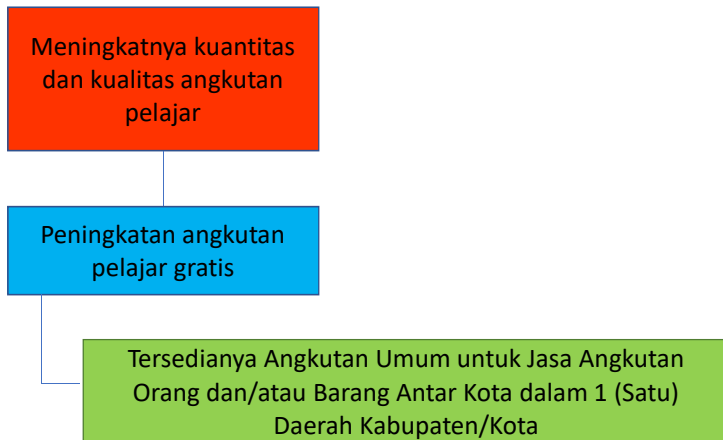 Meningkatnya kuantitas
dan kualitas angkutan
pelajar
Peningkatan angkutan
pelajar gratis
Tersedianya Angkutan Umum untuk Jasa Angkutan
Orang dan/atau Barang Antar Kota dalam 1 (Satu)
Daerah Kabupaten/Kota